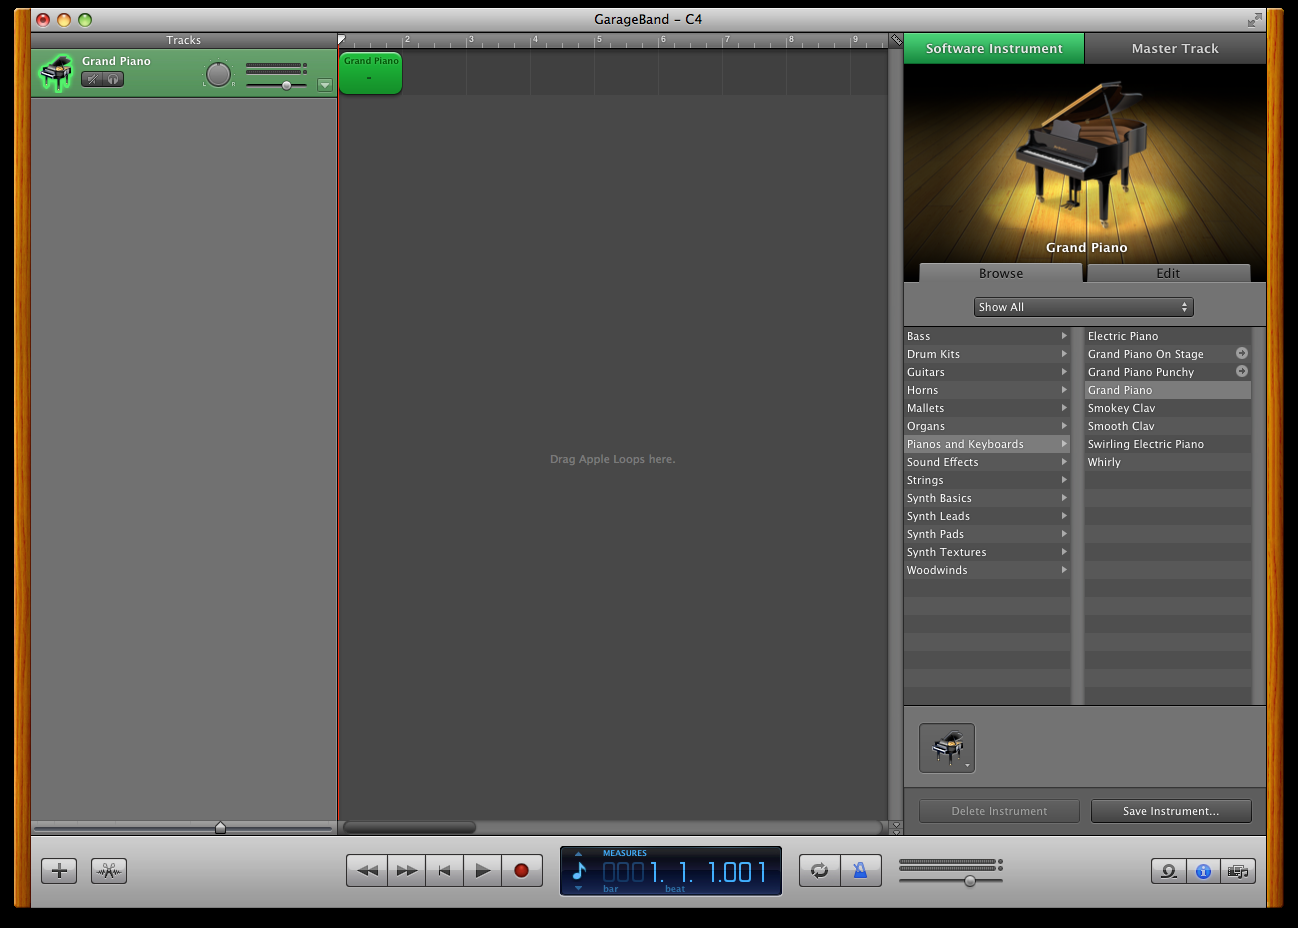 GarageBand – C4
Tracks
2 3 4 5 6 7 8 9
Software Instrument
Master Track
Grand Piano
L R
Grand Piano
Grand Piano
Browse
Edit
Show All
Bass
Drum Kits
Guitars
Horns
Mallets
Organs
Pianos and Keyboards
Sound Effects
Strings
Synth Basics
Synth Leads
Synth Pads
Synth Textures
Woodwinds
Electric Piano
Grand Piano On Stage
Grand Piano Punchy
Grand Piano
Smokey Clav
Smooth Clav
Swirling Electric Piano
Whirly
Drag Apple Loops here.
Delete Instrument
Save Instrument...
MEASURES
0001. 1. 1.001
bar beat